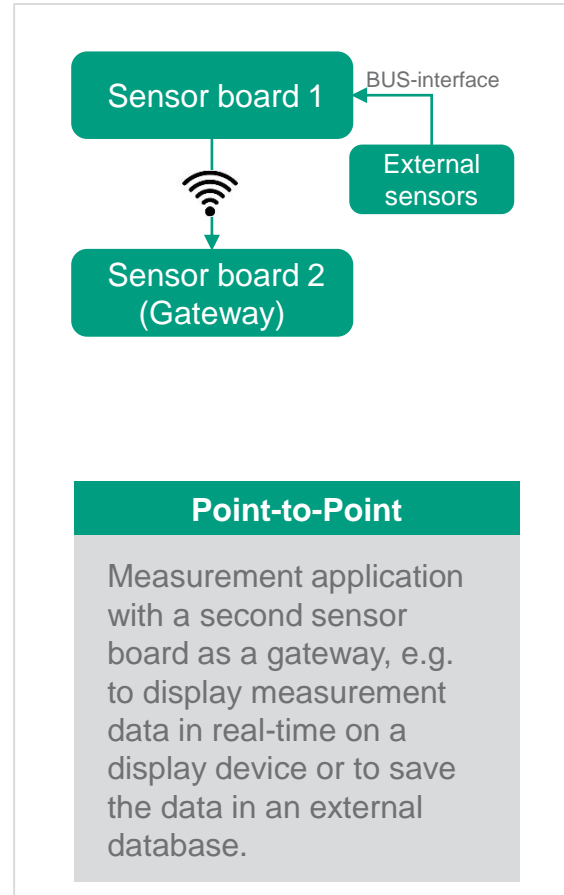 Sensor board 1
BUS-interface
External
sensors
Sensor board 2
(Gateway)
Point-to-Point
Measurement application
with a second sensor
board as a gateway, e.g.
to display measurement
data in real-time on a
display device or to save
the data in an external
database.